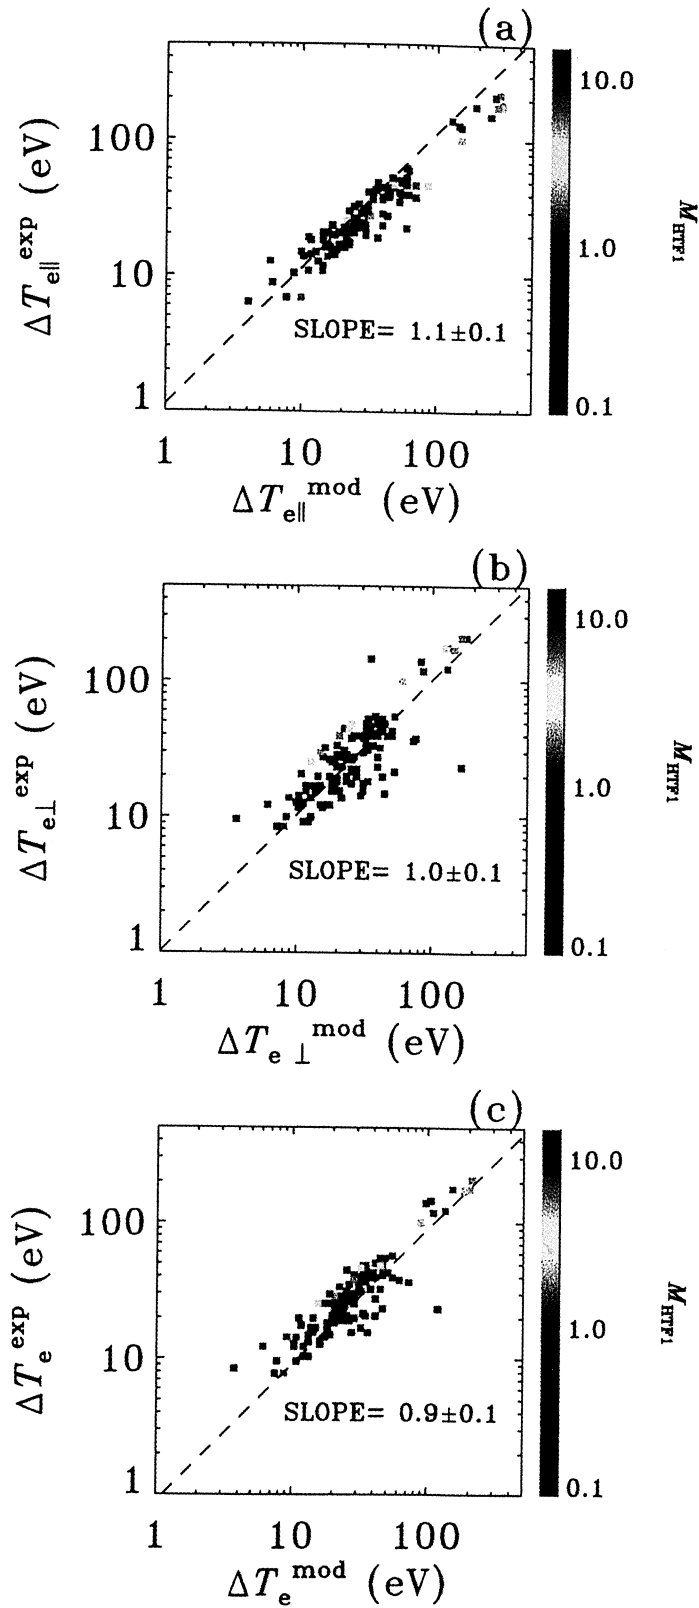 (a)
10.0
100
ΔTe∥exp (eV)
MHTF1
1.0
10
SLOPE= 1.1±0.1
1
0.1
1 10 100
ΔTe∥mod (eV)
(b)
10.0
100
ΔTe⊥exp (eV)
MHTF1
1.0
10
SLOPE= 1.0±0.1
1
0.1
1 10 100
ΔTe⊥mod (eV)
(c)
10.0
100
ΔTeexp (eV)
MHTF1
1.0
10
SLOPE= 0.9±0.1
1
0.1
1 10 100
ΔTemod (eV)